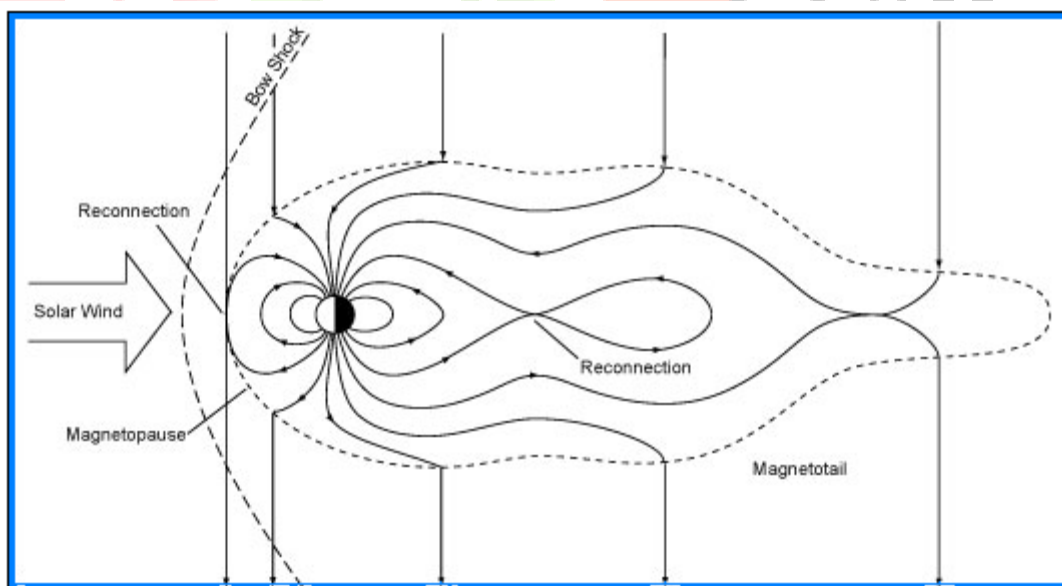 Bow Shock
Reconnection
Solar Wind
Reconnection
Magnetopause
Magnetotail